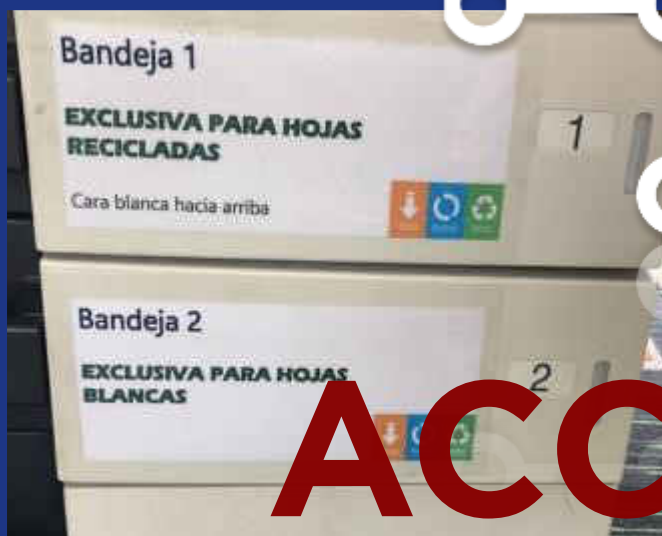 Bandeja 1
EXCLUSIVA PARA HOJAS
RECICLADAS
Cara blanca hacia arriba
1
Bandeja 2
EXCLUSIVA PARA HOJAS
BLANCAS
2
ACC